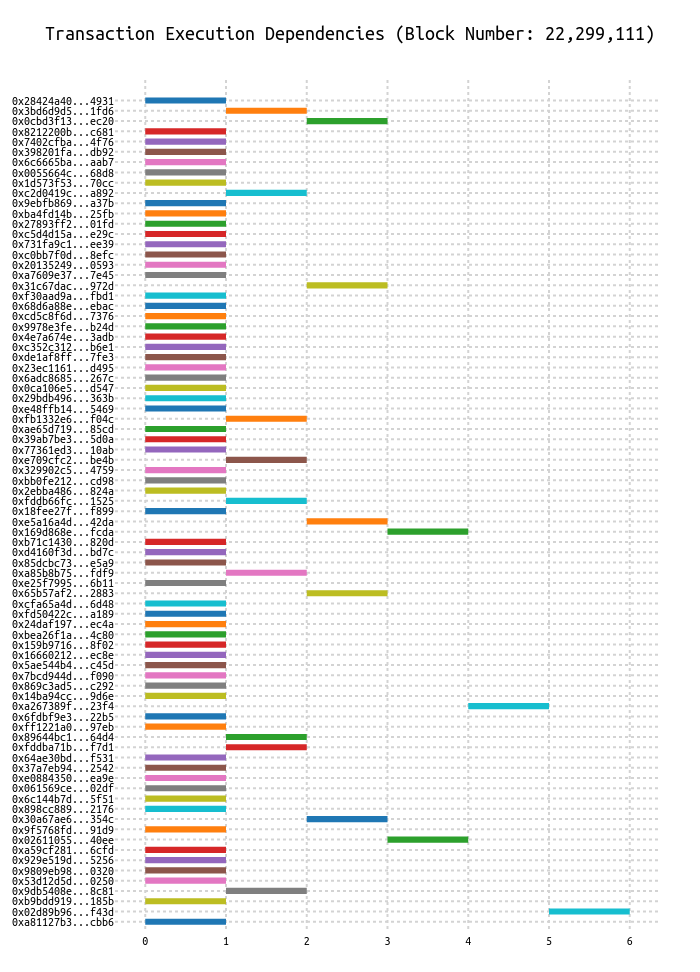 Transaction Execution Dependencies (Block Number: 22,299,111)
0x28424a40...4931
0x3bd6d9d5...1fd6
0x0cbd3f13...ec20
0x8212200b...c681
0x7402cfba...4f76
0x398201fa...db92
0x6c6665ba...aab7
0x0055664c...68d8
0x1d573f53...70cc
0xc2d0419c...a892
0x9ebfb869...a37b
0xba4fd14b...25fb
0x27893ff2...01fd
0xc5d4d15a...e29c
0x731fa9c1...ee39
0xc0bb7f0d...8efc
0x20135249...0593
0xa7609e37...7e45
0x31c67dac...972d
0xf30aad9a...fbd1
0x68d6a88e...ebac
0xcd5c8f6d...7376
0x9978e3fe...b24d
0x4e7a674e...3adb
0xc352c312...b6e1
0xde1af8ff...7fe3
0x23ec1161...d495
0x6adc8685...267c
0x0ca106e5...d547
0x29bdb496...363b
0xe48ffb14...5469
0xfb1332e6...f04c
0xae65d719...85cd
0x39ab7be3...5d0a
0x77361ed3...10ab
0xe709cfc2...be4b
0x329902c5...4759
0xbb0fe212...cd98
0x2ebba486...824a
0xfddb66fc...1525
0x18fee27f...f899
0xe5a16a4d...42da
0x169d868e...fcda
0xb71c1430...820d
0xd4160f3d...bd7c
0x85dcbc73...e5a9
0xa85b8b75...fdf9
0xe25f7995...6b11
0x65b57af2...2883
0xcfa65a4d...6d48
0xfd50422c...a189
0x24daf197...ec4a
0xbea26f1a...4c80
0x159b9716...8f02
0x16660212...ec8e
0x5ae544b4...c45d
0x7bcd944d...f090
0x869c3ad5...c292
0x14ba94cc...9d6e
0xa267389f...23f4
0x6fdbf9e3...22b5
0xff1221a0...97eb
0x89644bc1...64d4
0xfddba71b...f7d1
0x64ae30bd...f531
0x37a7eb94...2542
0xe0884350...ea9e
0x061569ce...02df
0x6c144b7d...5f51
0x898cc889...2176
0x30a67ae6...354c
0x9f5768fd...91d9
0x02611055...40ee
0xa59cf281...6cfd
0x929e519d...5256
0x9809eb98...0320
0x53d12d5d...0250
0x9db5408e...8c81
0xb9bdd919...185b
0x02d89b96...f43d
0xa81127b3...cbb6
0 1 2 3 4 5 6